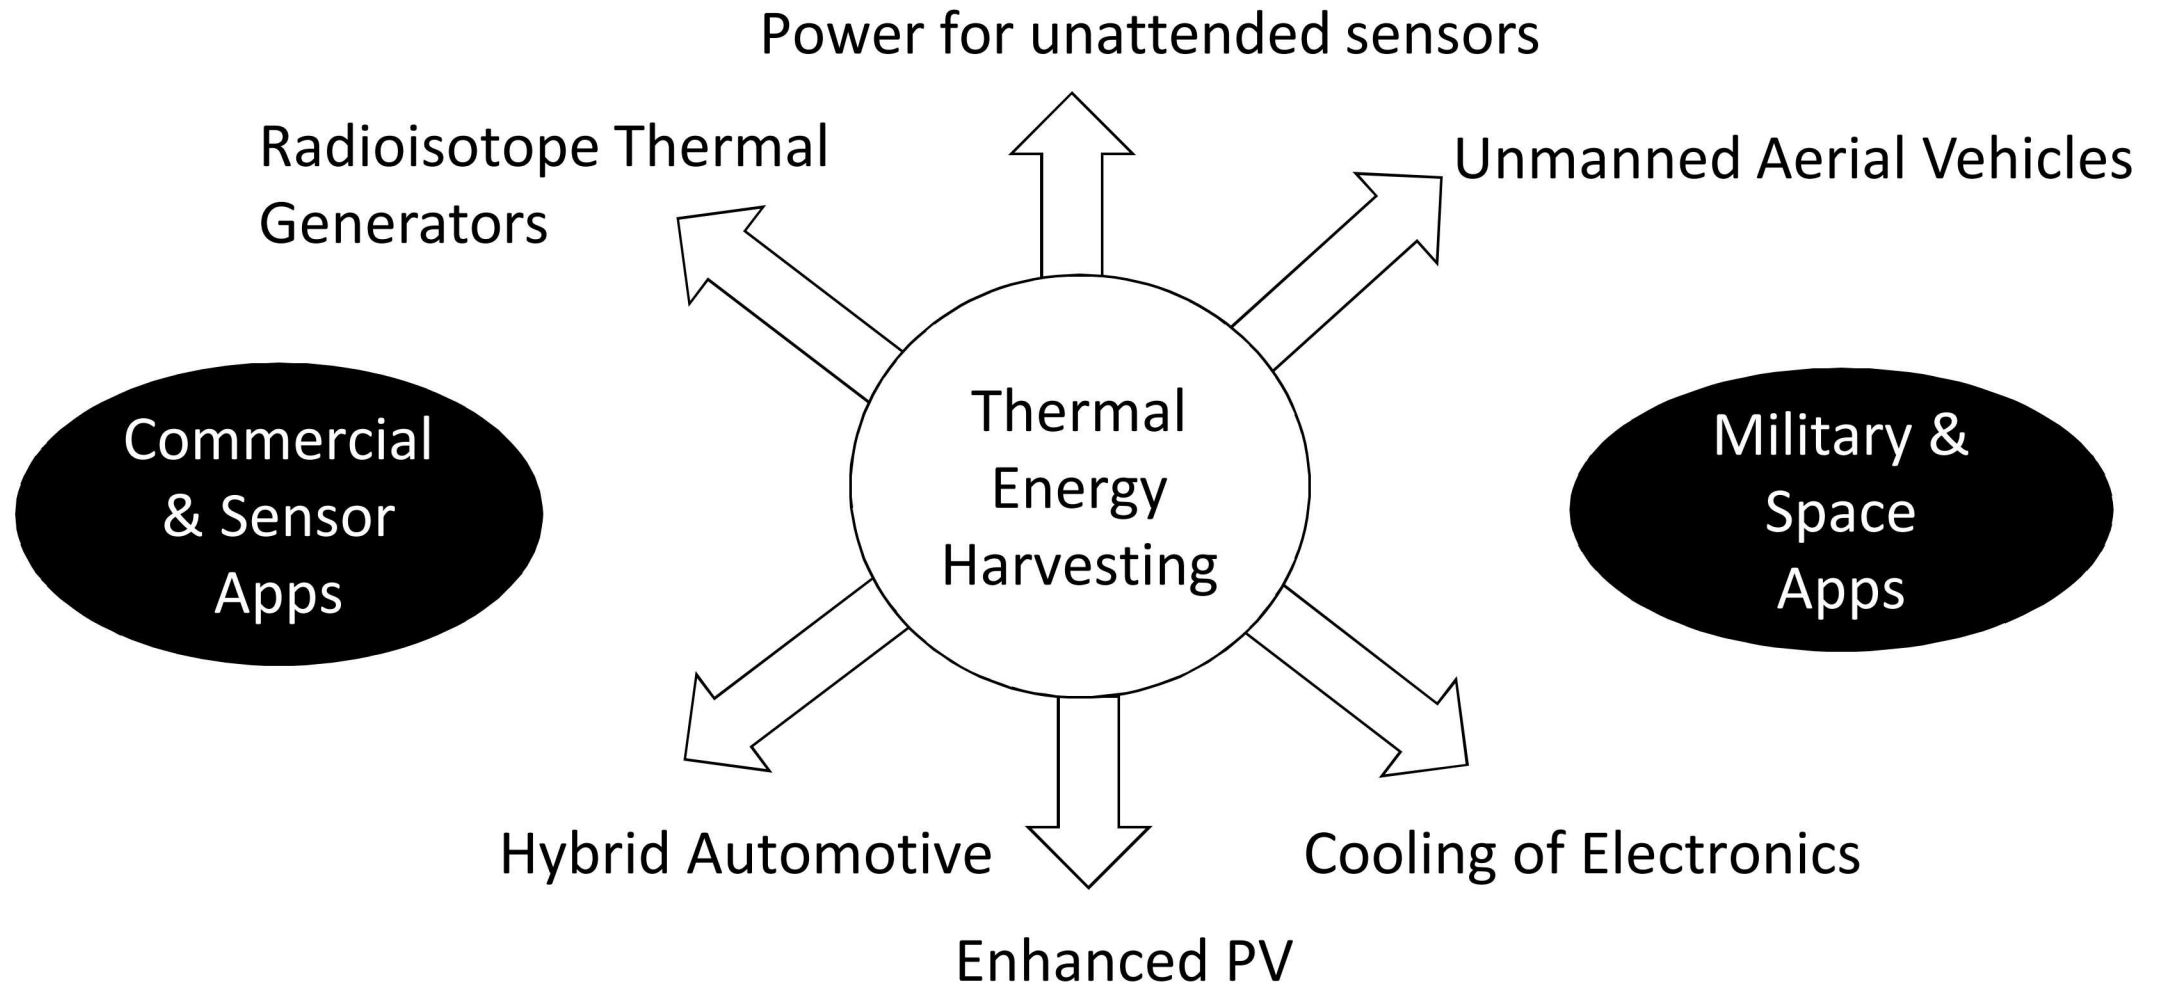 Power for unattended sensors
Radioisotope Thermal
Generators
Unmanned Aerial Vehicles
Commercial
& Sensor
Apps
Thermal
Energy
Harvesting
Military &
Space
Apps
Hybrid Automotive
Cooling of Electronics
Enhanced PV